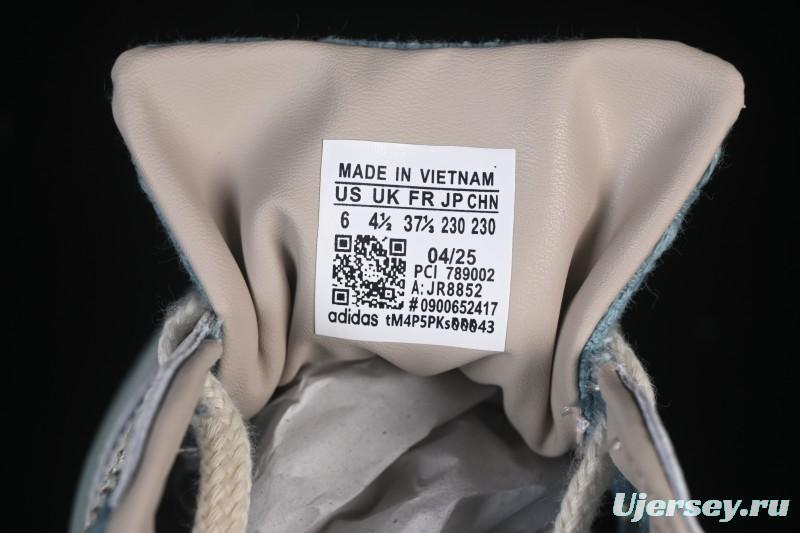 MADE IN VIETNAM
US UK FR JP CHN
6 4½ 37⅓ 230 230
04/25
PCI 789002
A:JR8852
#0900652417
adidas
Ujersey.ru